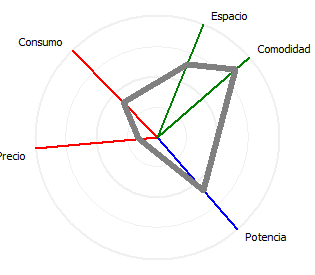 Espacio
Consumo
Comodidad
Precio
Potencia